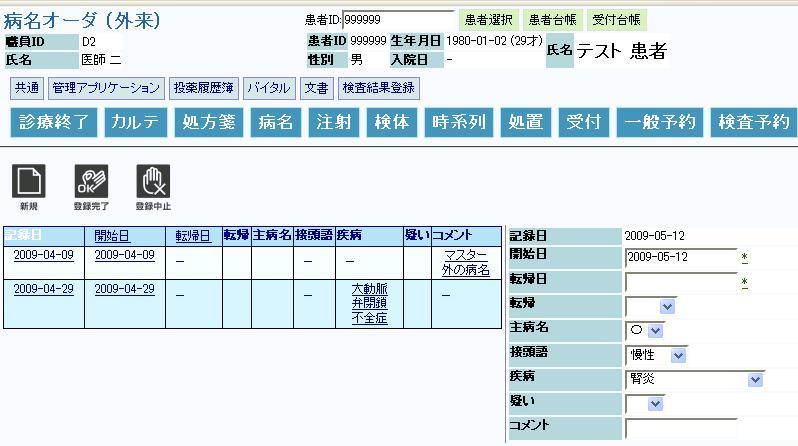 病名オーダ（外来）
患者ID:999999 患者選択 患者台帳 受付台帳
職員ID D2
氏名 医師 二
患者ID 999999 生年月日 1980-01-02 (29才)
性別 男 入院日 -
氏名 テスト 患者
共通 管理アプリケーション 投薬履歴簿 バイタル 文書 検査結果登録
診療終了 カルテ 処方箋 病名 注射 検体 時系列 処置 受付 一般予約 検査予約
OK
新規 登録完了 登録中止
記録日 開始日 転帰日 転帰 主病名 接頭語 疾病 疑い コメント
2009-04-09 2009-04-09 _ _ _ マスター
外の病名
2009-04-29 2009-04-29 _ _ 大動脈 _
弁閉鎖
不全症
記録日 2009-05-12
開始日 2009-05-12 *
転帰日 *
転帰
主病名 ○
接頭語 慢性
疾病 腎炎
疑い
コメント